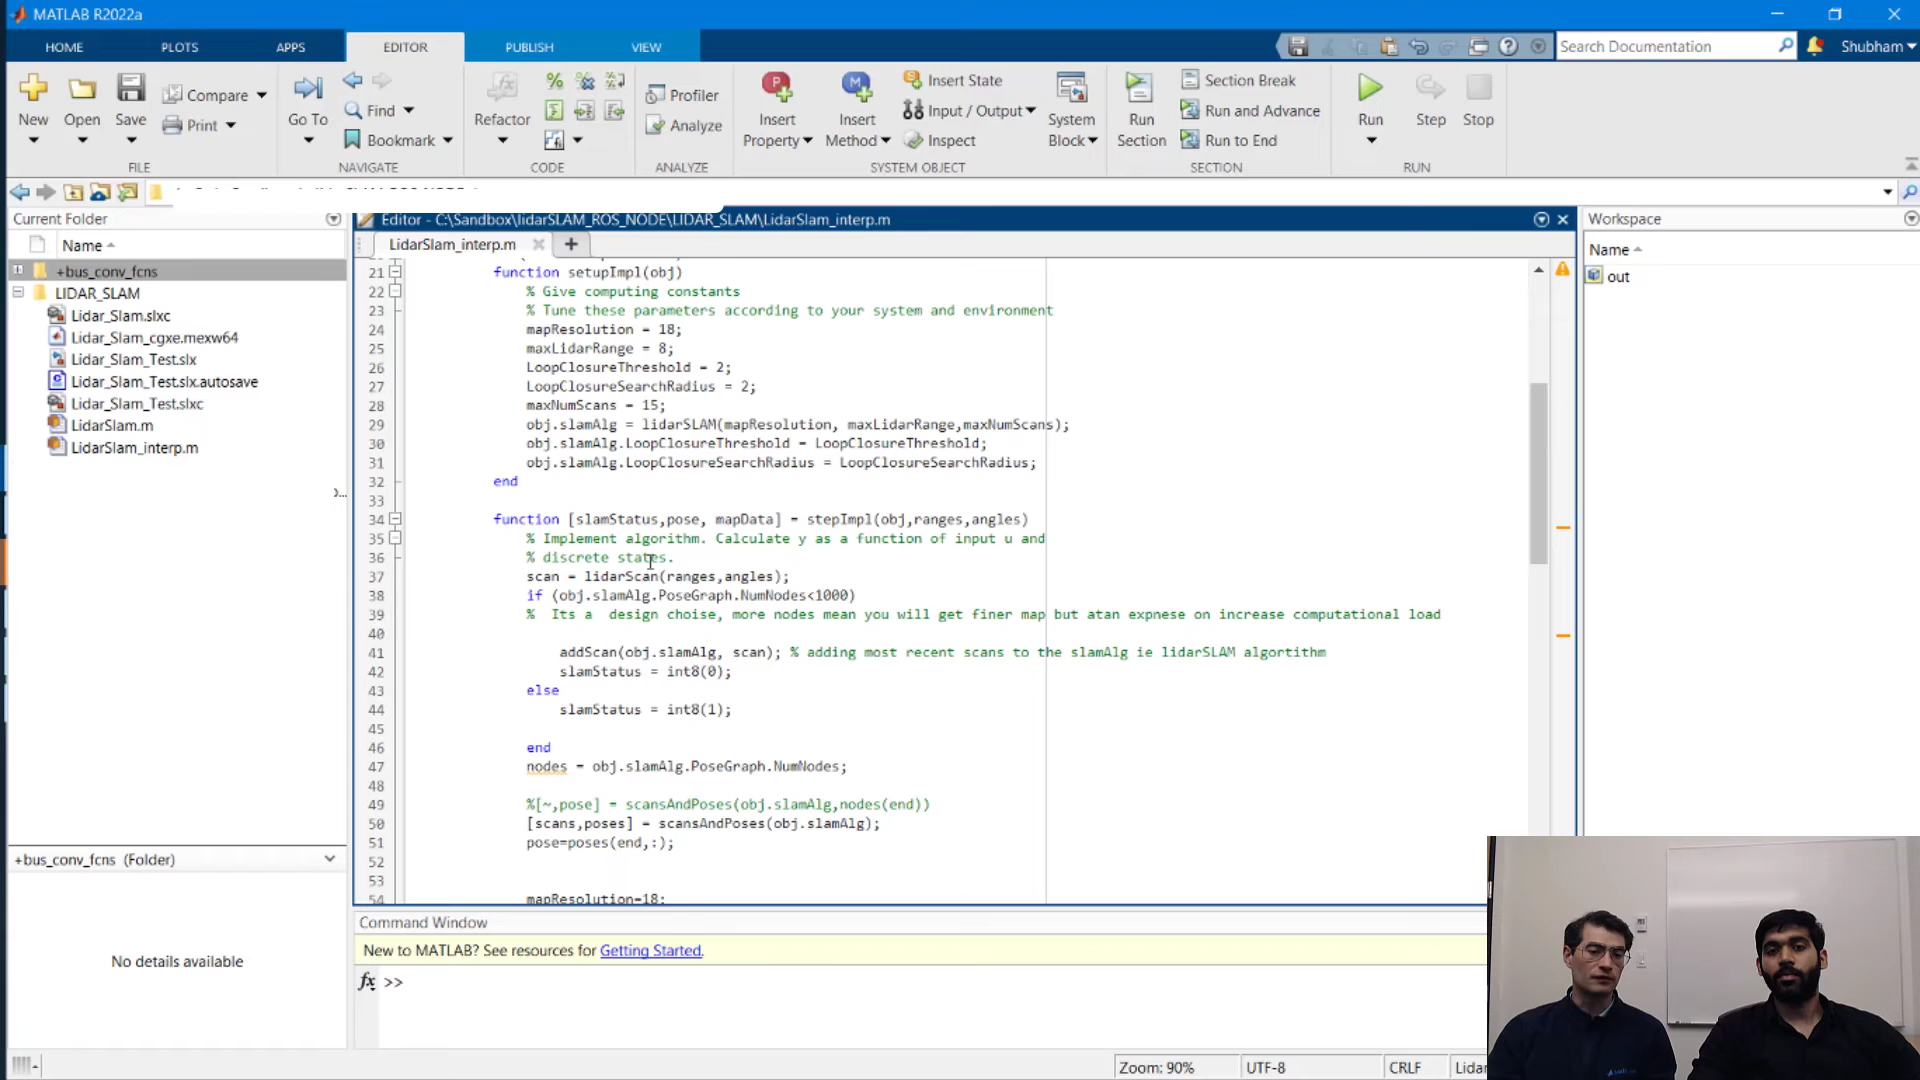 MATLAB R2022a
HOME PLOTS APPS EDITOR PUBLISH VIEW
Search Documentation
Shubham
New Open Save Compare Print
FILE
Go To Find Bookmark
NAVIGATE
Refactor
CODE
Profiler
Analyze
ANALYZE
Insert Property Insert Method Insert State Input / Output Inspect System Block
SYSTEM OBJECT
Run Section Section Break Run and Advance Run to End
SECTION
Run Step Stop
RUN
Current Folder
Name
+bus_conv_fcns
LIDAR_SLAM
Lidar_Slam.slxc
Lidar_Slam_cgxe.mexw64
Lidar_Slam_Test.slx
Lidar_Slam_Test.slx.autosave
Lidar_Slam_Test.slxc
LidarSlam.m
LidarSlam_interp.m
+bus_conv_fcns (Folder)
No details available
Editor - C:\Sandbox\lidarSLAM_ROS_NODE\LIDAR_SLAM\LidarSlam_interp.m
LidarSlam_interp.m
21 function setupImpl(obj)
22 % Give computing constants
23 % Tune these parameters according to your system and environment
24 mapResolution = 18;
25 maxLidarRange = 8;
26 LoopClosureThreshold = 2;
27 LoopClosureSearchRadius = 2;
28 maxNumScans = 15;
29 obj.slamAlg = lidarSLAM(mapResolution, maxLidarRange,maxNumScans);
30 obj.slamAlg.LoopClosureThreshold = LoopClosureThreshold;
31 obj.slamAlg.LoopClosureSearchRadius = LoopClosureSearchRadius;
32 end
33
34 function [slamStatus,pose, mapData] = stepImpl(obj,ranges,angles)
35 % Implement algorithm. Calculate y as a function of input u and
36 % discrete states.
37 scan = lidarScan(ranges,angles);
38 if (obj.slamAlg.PoseGraph.NumNodes<1000)
39 % Its a design choise, more nodes mean you will get finer map but atan expnese on increase computational load
40
41 addScan(obj.slamAlg, scan); % adding most recent scans to the slamAlg ie lidarSLAM algortithm
42 slamStatus = int8(0);
43 else
44 slamStatus = int8(1);
45
46 end
47 nodes = obj.slamAlg.PoseGraph.NumNodes;
48
49 %[~,pose] = scansAndPoses(obj.slamAlg,nodes(end))
50 [scans,poses] = scansAndPoses(obj.slamAlg);
51 pose=poses(end,:);
52
53
54 mapResolution=18;
Command Window
New to MATLAB? See resources for Getting Started.
fx >>
Workspace
Name
out
Zoom: 90% UTF-8 CRLF Lidar